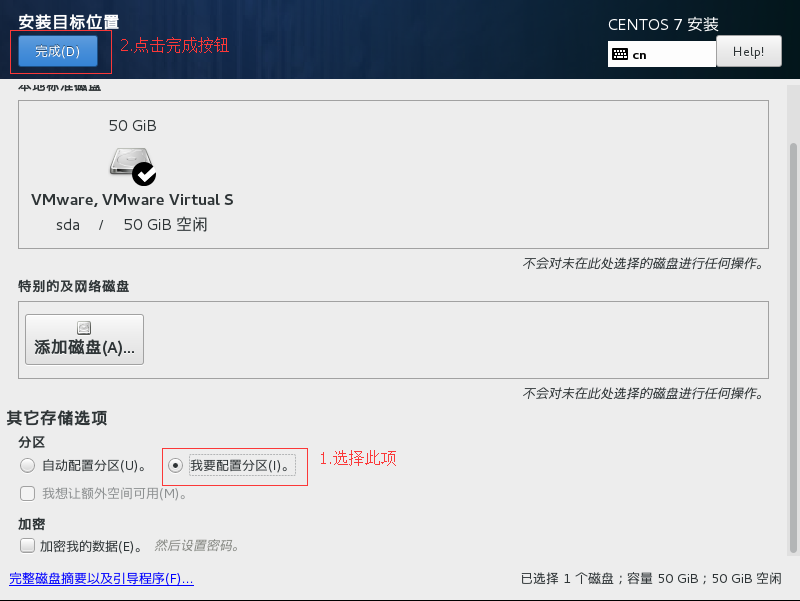 安装目标位置
CENTOS 7 安装
完成(D)
2.点击完成按钮
cn
Help!
本地标准磁盘
50 GiB
VMware, VMware Virtual S
sda / 50 GiB 空闲
不会对未在此处选择的磁盘进行任何操作。
特别的及网络磁盘
添加磁盘(A)...
不会对未在此处选择的磁盘进行任何操作。
其它存储选项
分区
自动配置分区(U)。 我要配置分区(I)。 1.选择此项
我想让额外空间可用(M)。
加密
加密我的数据(E)。 然后设置密码。
完整磁盘摘要以及引导程序(F)... 已选择 1 个磁盘；容量 50 GiB；50 GiB 空闲